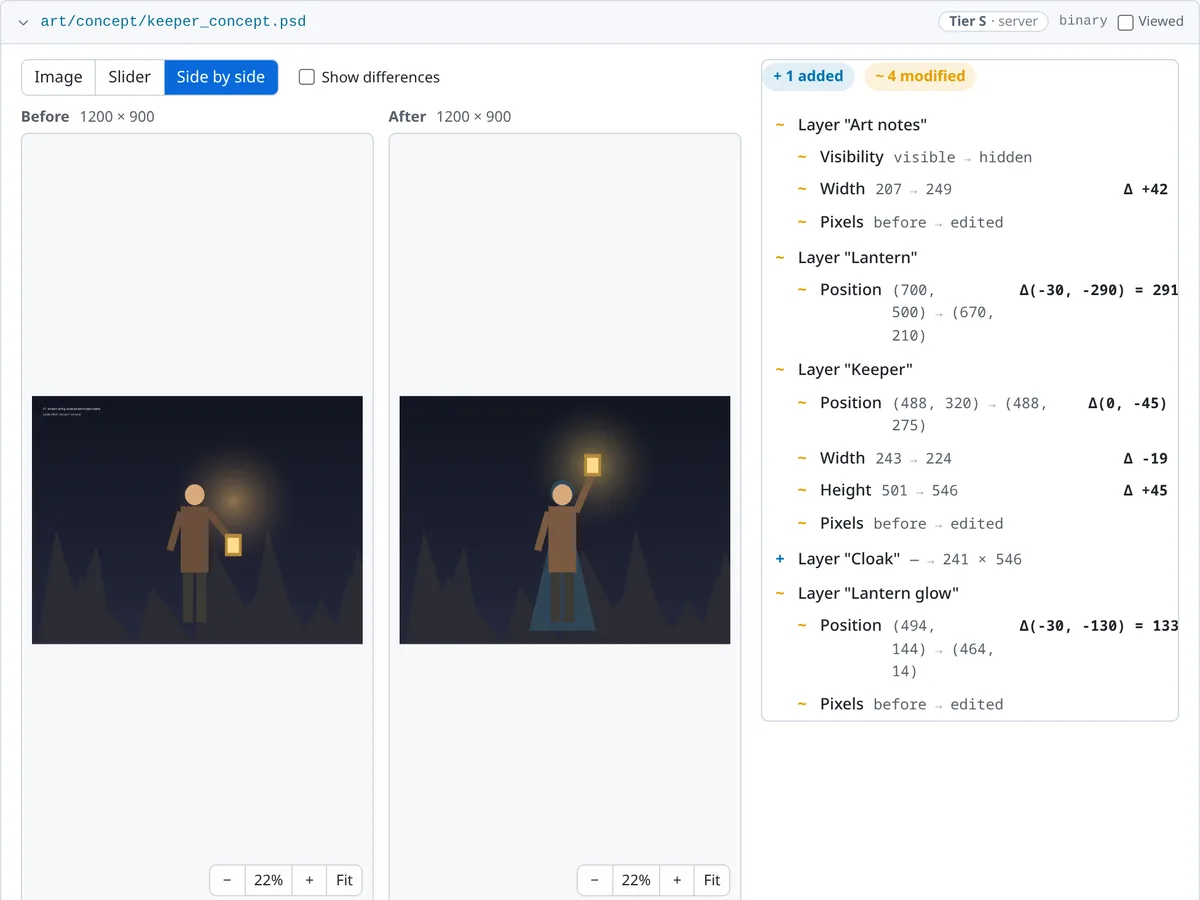 art/concept/keeper_concept.psd
Tier S · server
binary
Viewed
Image
Slider
Side by side
Show differences
Before 1200 × 900
After 1200 × 900
− 22% + Fit
− 22% + Fit
+ 1 added
~ 4 modified
~ Layer "Art notes"
~ Visibility visible → hidden
~ Width 207 → 249 Δ +42
~ Pixels before → edited
~ Layer "Lantern"
~ Position (700, Δ(-30, -290) = 291
500) → (670,
210)
~ Layer "Keeper"
~ Position (488, 320) → (488, Δ(0, -45)
275)
~ Width 243 → 224 Δ -19
~ Height 501 → 546 Δ +45
~ Pixels before → edited
+ Layer "Cloak" — → 241 × 546
~ Layer "Lantern glow"
~ Position (494, Δ(-30, -130) = 133
144) → (464,
14)
~ Pixels before → edited